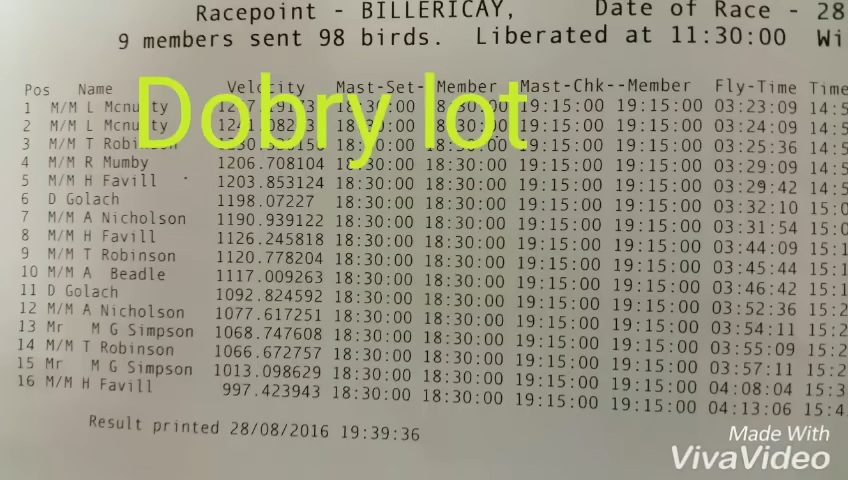 Racepoint - BILLERICAY, Date of Race - 28
9 members sent 98 birds. Liberated at 11:30:00 Wi
Pos Name Velocity Mast-Set- Member Mast-Chk--Member Fly-Time Time
1 M/M L Mcnulty 18:30:00 19:15:00 19:15:00 03:23:09 14:5
2 M/M L Mcnulty 18:30:00 18:30:00 19:15:00 19:15:00 03:24:09 14:5
3 M/M T Robinson 18:30:00 18:30:00 19:15:00 19:15:00 03:25:36 14:5
4 M/M R Mumby 1206.708104 18:30:00 18:30:00 19:15:00 19:15:00 03:29:09 14:5
5 M/M H Favill 1203.853124 18:30:00 18:30:00 19:15:00 19:15:00 03:29:42 14:5
6 D Golach 1198.07227 18:30:00 18:30:00 19:15:00 19:15:00 03:32:10 15:0
7 M/M A Nicholson 1190.939122 18:30:00 18:30:00 19:15:00 19:15:00 03:31:54 15:0
8 M/M H Favill 1126.245818 18:30:00 18:30:00 19:15:00 19:15:00 03:44:09 15:1
9 M/M T Robinson 1120.778204 18:30:00 18:30:00 19:15:00 19:15:00 03:45:44 15:1
10 M/M A Beadle 1117.009263 18:30:00 18:30:00 19:15:00 19:15:00 03:46:42 15:1
11 D Golach 1092.824592 18:30:00 18:30:00 19:15:00 19:15:00 03:52:36 15:2
12 M/M A Nicholson 1077.617251 18:30:00 18:30:00 19:15:00 19:15:00 03:54:11 15:2
13 Mr M G Simpson 1068.747608 18:30:00 18:30:00 19:15:00 19:15:00 03:55:09 15:2
14 M/M T Robinson 1066.672757 18:30:00 18:30:00 19:15:00 19:15:00 03:57:11 15:2
15 Mr M G Simpson 1013.098629 18:30:00 18:30:00 19:15:00 19:15:00 04:08:04 15:3
16 M/M H Favill 997.423943 18:30:00 18:30:00 19:15:00 19:15:00 04:13:06 15:4
Dobry lot
Result printed 28/08/2016 19:39:36
Made With
VivaVideo